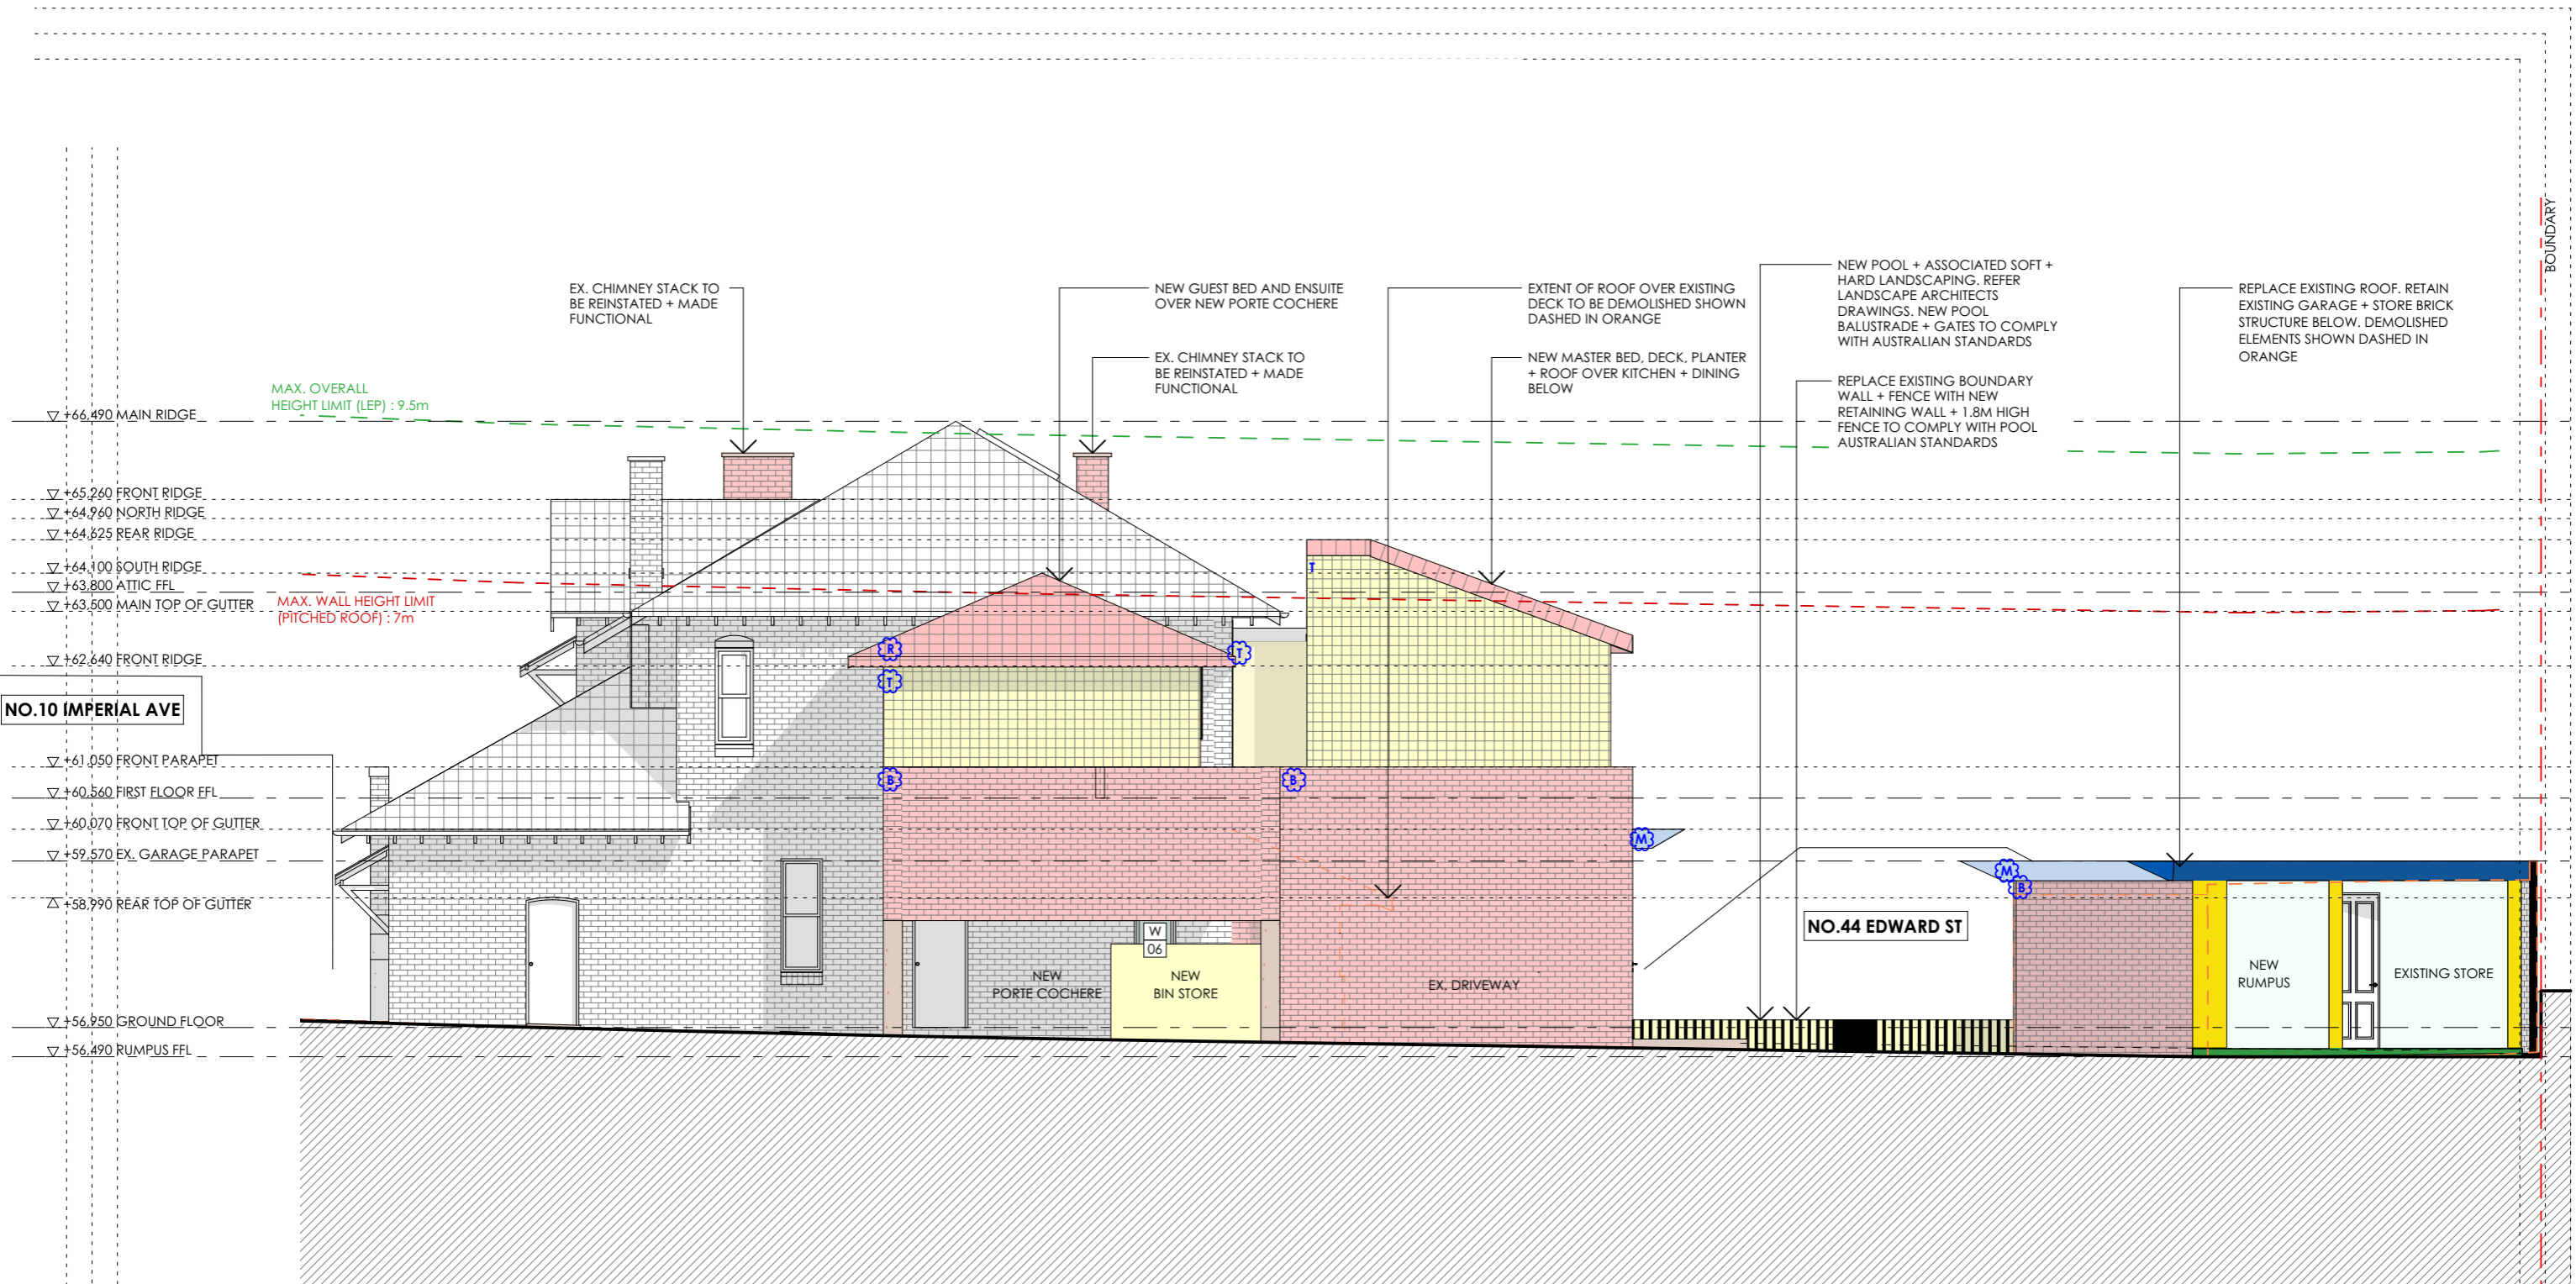 BOUNDARY
EX. CHIMNEY STACK TO
BE REINSTATED + MADE
FUNCTIONAL
NEW GUEST BED AND ENSUITE
OVER NEW PORTE COCHERE
EX. CHIMNEY STACK TO
BE REINSTATED + MADE
FUNCTIONAL
EXTENT OF ROOF OVER EXISTING
DECK TO BE DEMOLISHED SHOWN
DASHED IN ORANGE
NEW MASTER BED, DECK, PLANTER
+ ROOF OVER KITCHEN + DINING
BELOW
NEW POOL + ASSOCIATED SOFT +
HARD LANDSCAPING. REFER
LANDSCAPE ARCHITECTS
DRAWINGS. NEW POOL
BALUSTRADE + GATES TO COMPLY
WITH AUSTRALIAN STANDARDS
REPLACE EXISTING BOUNDARY
WALL + FENCE WITH NEW
RETAINING WALL + 1.8M HIGH
FENCE TO COMPLY WITH POOL
AUSTRALIAN STANDARDS
REPLACE EXISTING ROOF. RETAIN
EXISTING GARAGE + STORE BRICK
STRUCTURE BELOW. DEMOLISHED
ELEMENTS SHOWN DASHED IN
ORANGE
MAX. OVERALL
HEIGHT LIMIT (LEP) : 9.5m
+66,490 MAIN RIDGE
+65,260 FRONT RIDGE
+64,960 NORTH RIDGE
+64,625 REAR RIDGE
+64,100 SOUTH RIDGE
+63,800 ATTIC FFL
+63,500 MAIN TOP OF GUTTER
MAX. WALL HEIGHT LIMIT
(PITCHED ROOF) : 7m
+62,640 FRONT RIDGE
NO.10 IMPERIAL AVE
+61,050 FRONT PARAPET
+60,560 FIRST FLOOR FFL
+60,070 FRONT TOP OF GUTTER
+59,570 EX. GARAGE PARAPET
+58,990 REAR TOP OF GUTTER
+56,950 GROUND FLOOR
+56,490 RUMPUS FFL
T
R
T
T
B
B
M
M
B
W
06
NEW
PORTE COCHERE
NEW
BIN STORE
EX. DRIVEWAY
NO.44 EDWARD ST
NEW
RUMPUS
EXISTING STORE